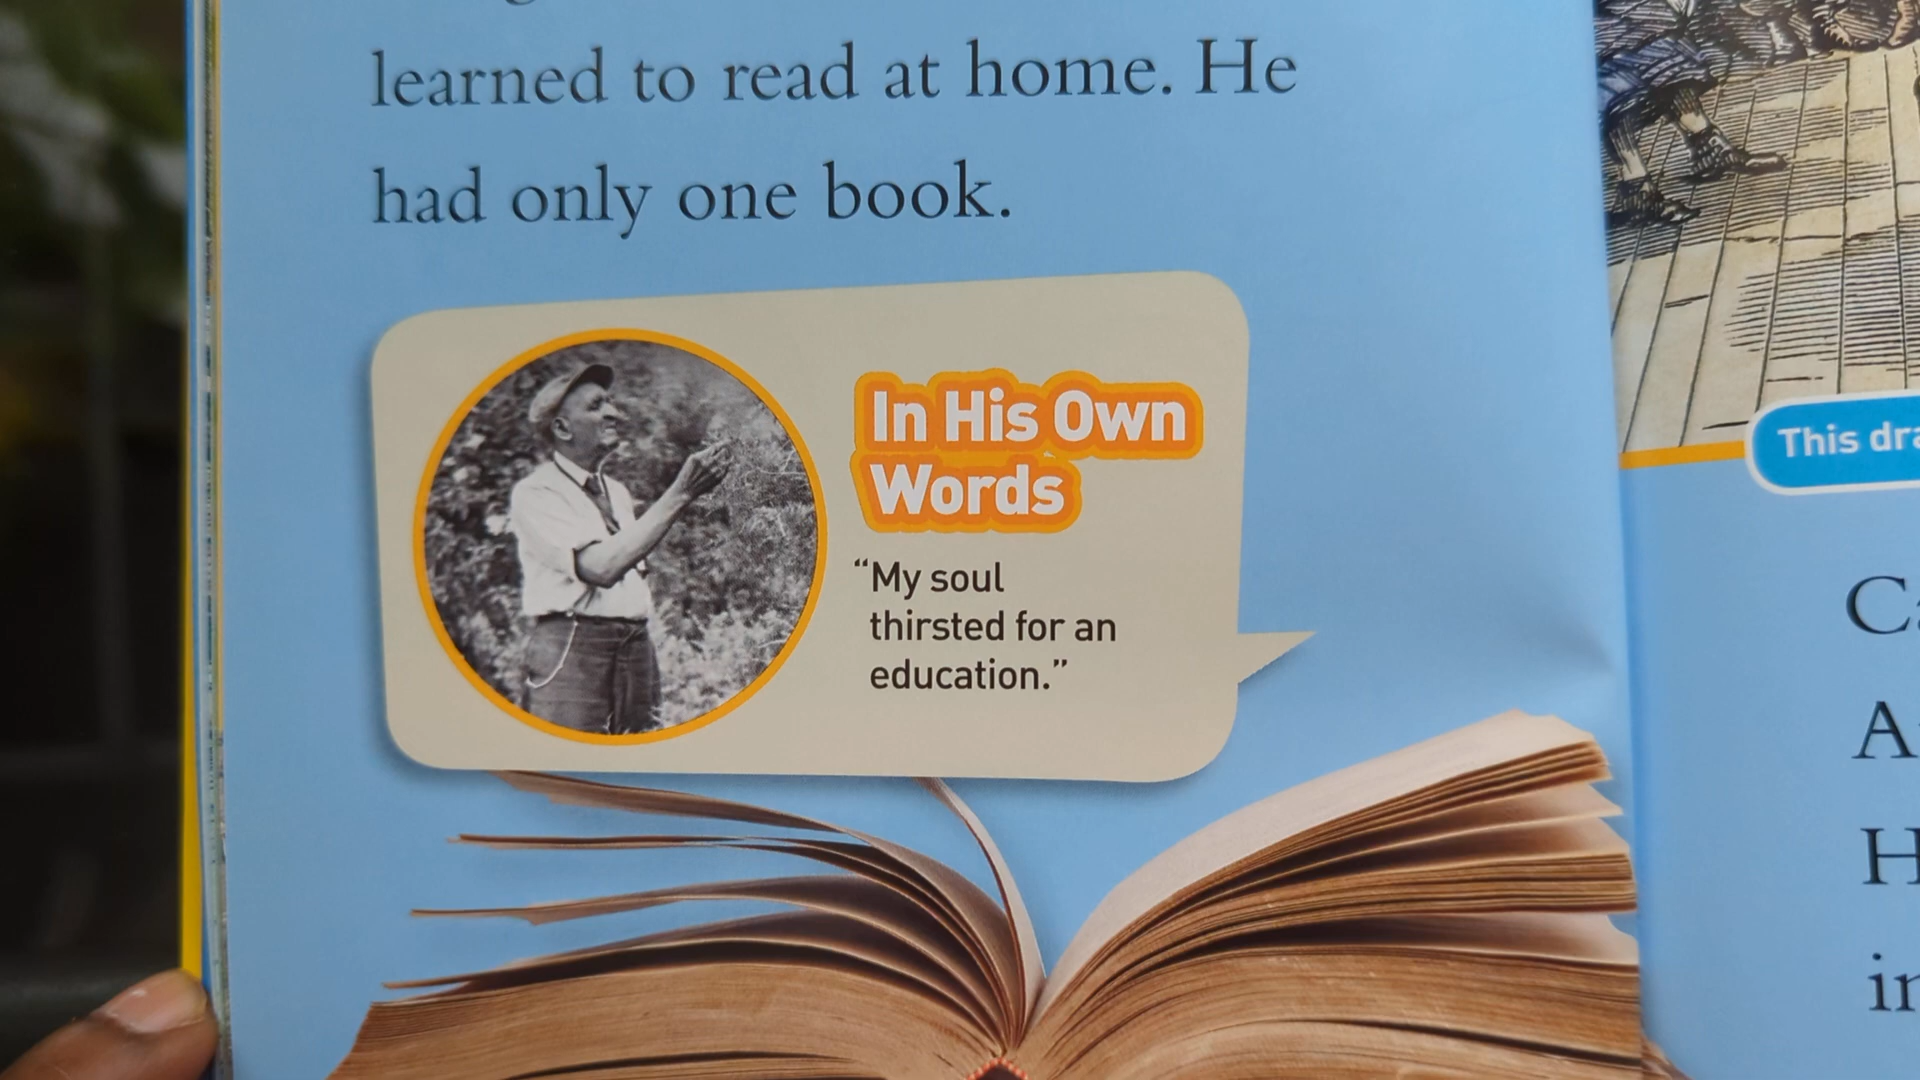 learned to read at home. He
had only one book.
In His Own
Words
“My soul
thirsted for an
education.”
This